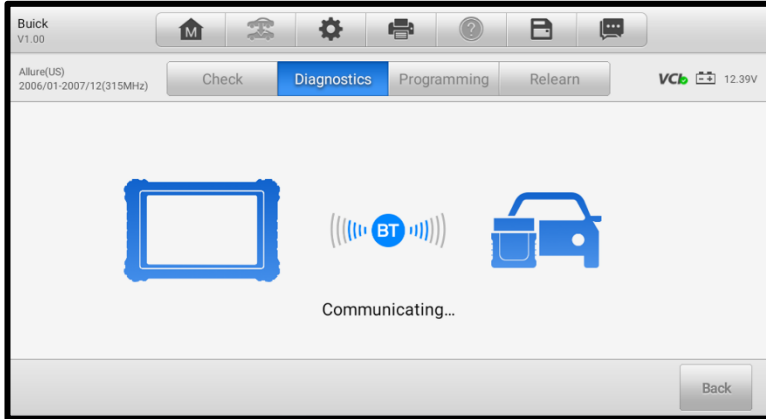 Buick
V1.00
M
?
Allure(US)
2006/01-2007/12(315MHz)
Check
Diagnostics
Programming
Relearn
VCI
12.39V
BT
Communicating...
Back